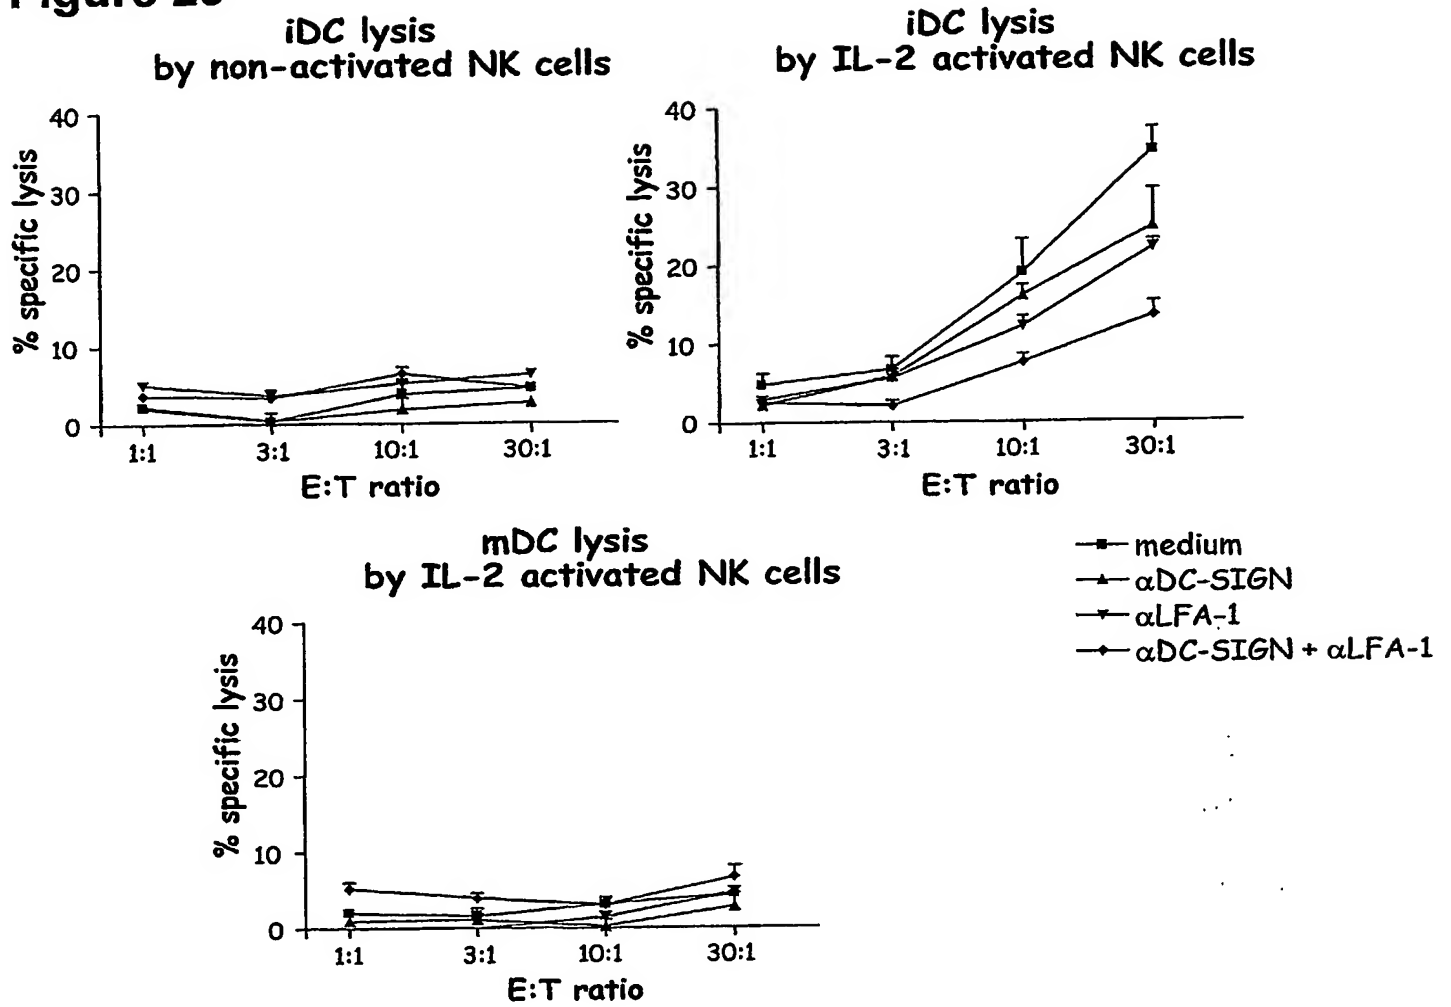 iDC lysis
by non-activated NK cells
40
30
20
10
0
% specific lysis
1:1 3:1 10:1 30:1
E:T ratio
iDC lysis
by IL-2 activated NK cells
40
30
20
10
0
% specific lysis
1:1 3:1 10:1 30:1
E:T ratio
mDC lysis
by IL-2 activated NK cells
40
30
20
10
0
% specific lysis
1:1 3:1 10:1 30:1
E:T ratio
medium
αDC-SIGN
αLFA-1
αDC-SIGN + αLFA-1